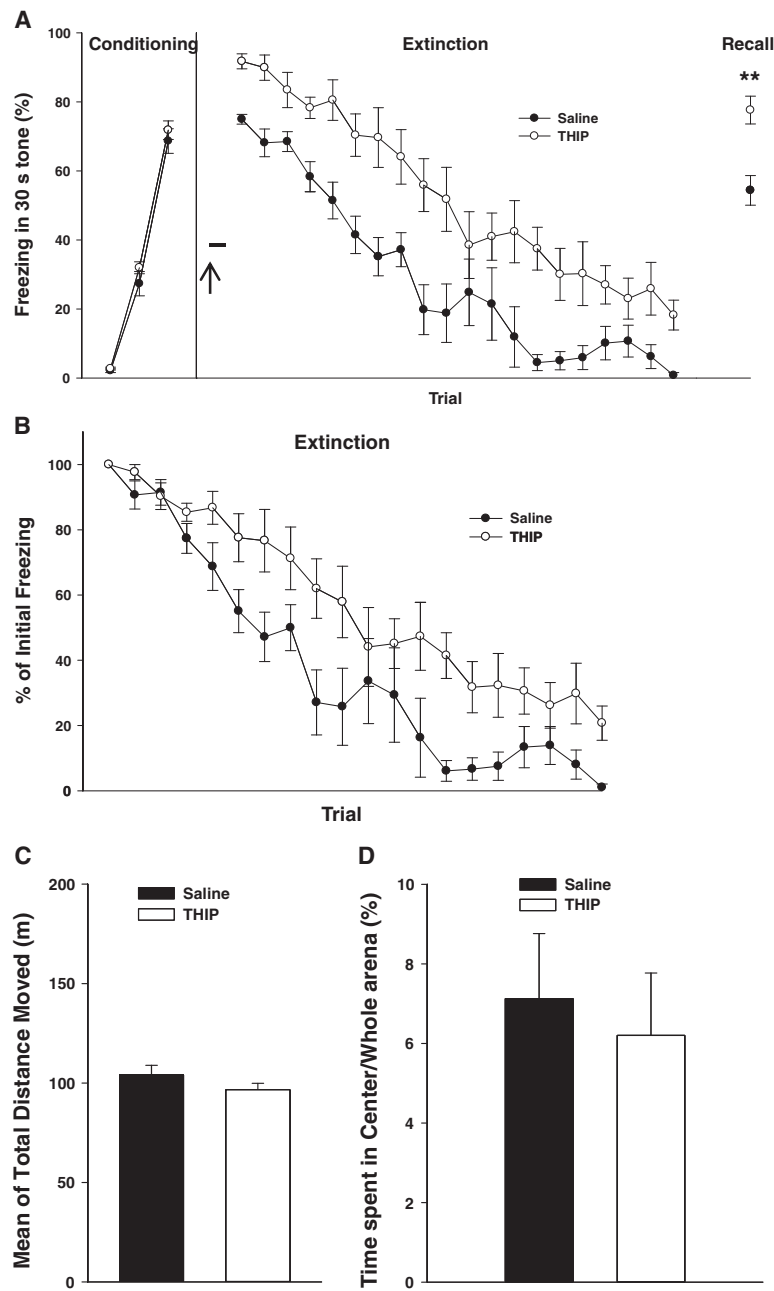 A
Conditioning
Extinction
Recall
**
Freezing in 30 s tone (%)
100
80
60
40
20
0
Saline
THIP
Trial
B
Extinction
% of Initial Freezing
100
80
60
40
20
0
Saline
THIP
Trial
C
Mean of Total Distance Moved (m)
200
150
100
50
0
Saline
THIP
D
Time spent in Center/Whole arena (%)
10
8
6
4
2
0
Saline
THIP